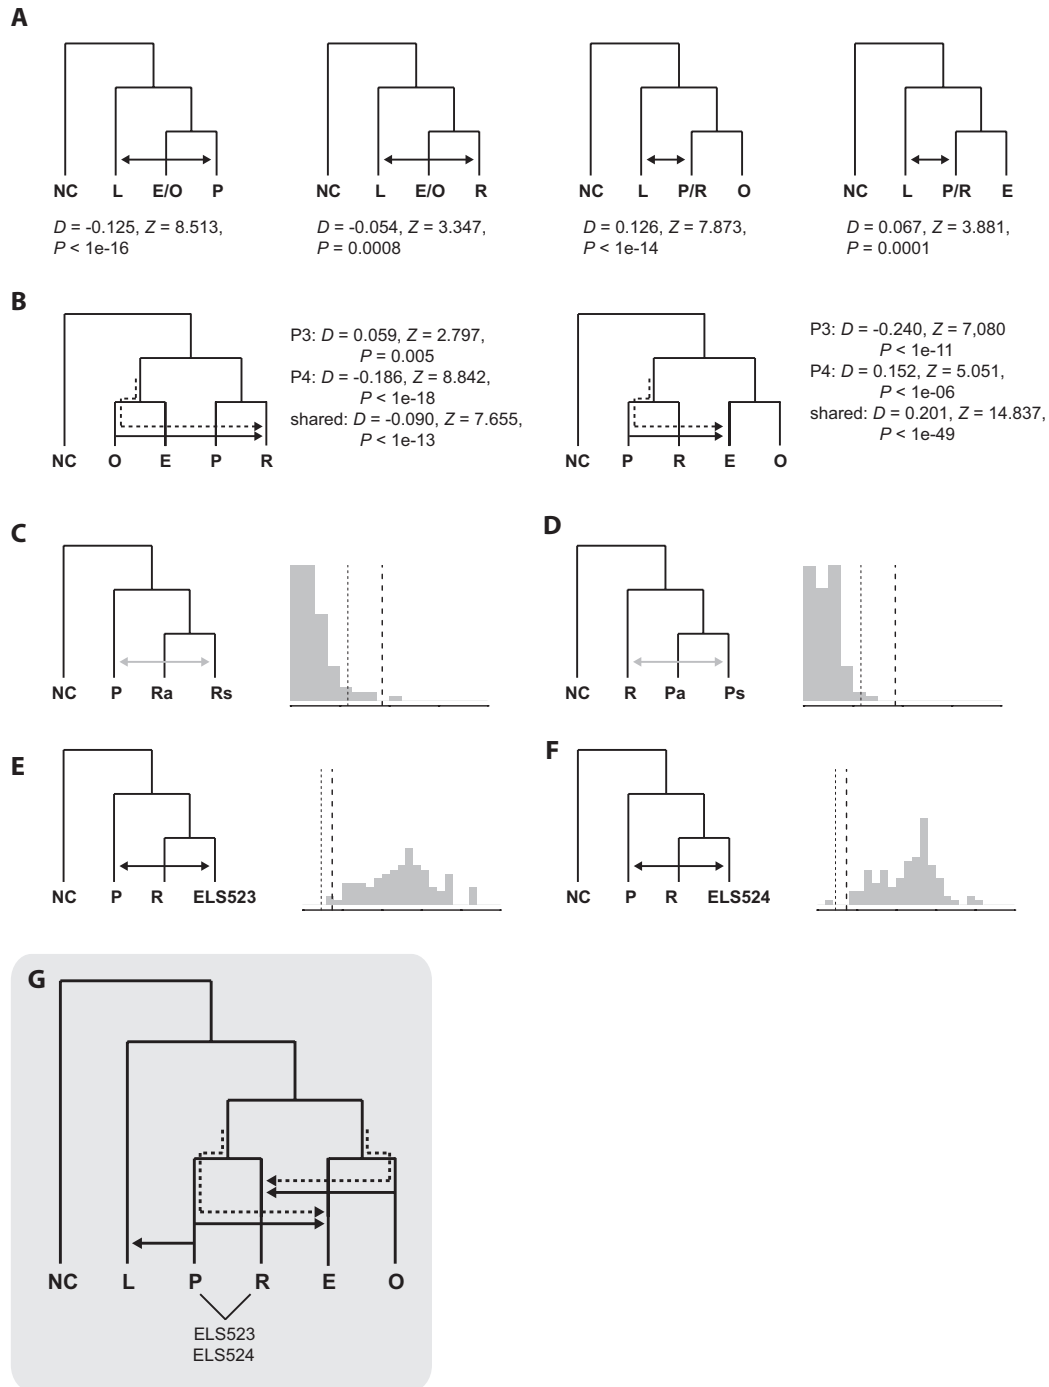 A
NC L E/O P
D = -0.125, Z = 8.513,
P < 1e-16
NC L E/O R
D = -0.054, Z = 3.347,
P = 0.0008
NC L P/R O
D = 0.126, Z = 7.873,
P < 1e-14
NC L P/R E
D = 0.067, Z = 3.881,
P = 0.0001
B
NC O E P R
P3: D = 0.059, Z = 2.797,
P = 0.005
P4: D = -0.186, Z = 8.842,
P < 1e-18
shared: D = -0.090, Z = 7.655,
P < 1e-13
NC P R E O
P3: D = -0.240, Z = 7,080
P < 1e-11
P4: D = 0.152, Z = 5.051,
P < 1e-06
shared: D = 0.201, Z = 14.837,
P < 1e-49
C
NC P Ra Rs
D
NC R Pa Ps
E
NC P R ELS523
F
NC P R ELS524
G
NC L P R E O
ELS523
ELS524